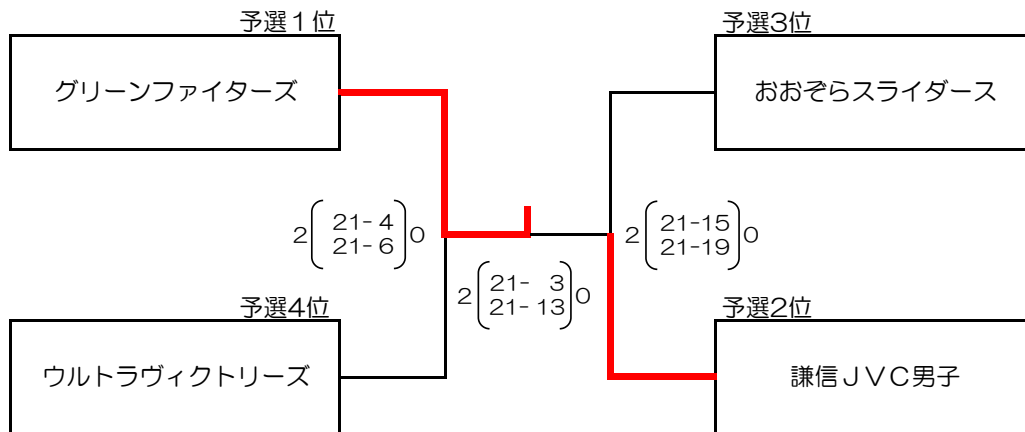 予選１位
グリーンファイターズ
予選3位
おおぞらスライダース
2 21- 4 0
21- 6
2 21-15 0
21-19
2 21- 3 0
21- 13
予選4位
ウルトラヴィクトリーズ
予選2位
謙信ＪＶＣ男子